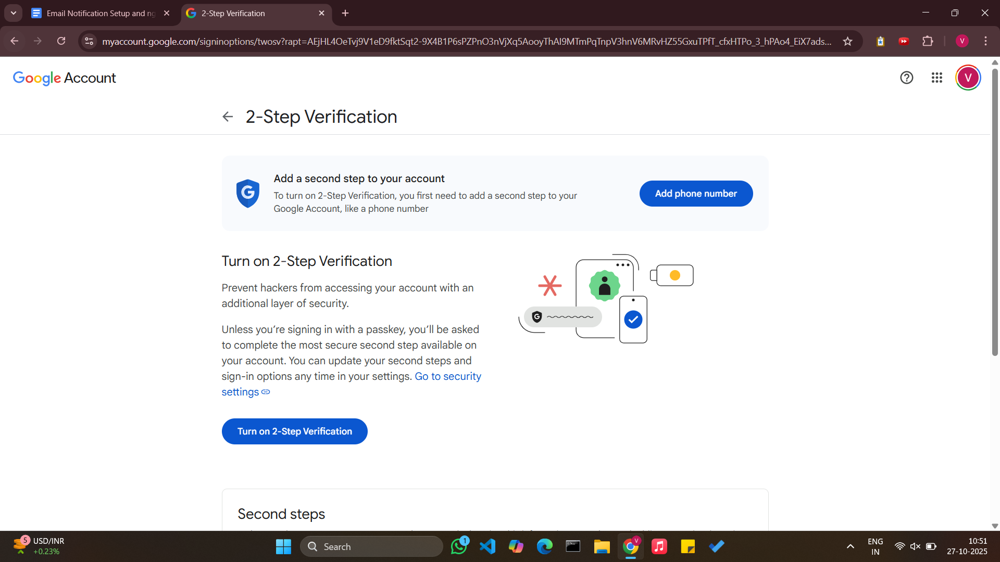 Email Notification Setup and ng
2-Step Verification
myaccount.google.com/signinoptions/twosv?rapt=AEjHL4OeTvj9V1eD9fktSqt2-9X4B1P6sPZPnO3nVjXq5AooyThAI9MTmPqTnpV3hnV6MRvHZ55GxuTPfT_cfxHTPo_3_hPAo4_EiX7ads...
V
Google Account
V
2-Step Verification
Add a second step to your account
To turn on 2-Step Verification, you first need to add a second step to your
Google Account, like a phone number
Add phone number
Turn on 2-Step Verification
Prevent hackers from accessing your account with an
additional layer of security.
Unless you’re signing in with a passkey, you’ll be asked
to complete the most secure second step available on
your account. You can update your second steps and
sign-in options any time in your settings. Go to security
settings
Turn on 2-Step Verification
Second steps
5
USD/INR
+0.23%
Search
1
V
ENG
IN
10:51
27-10-2025